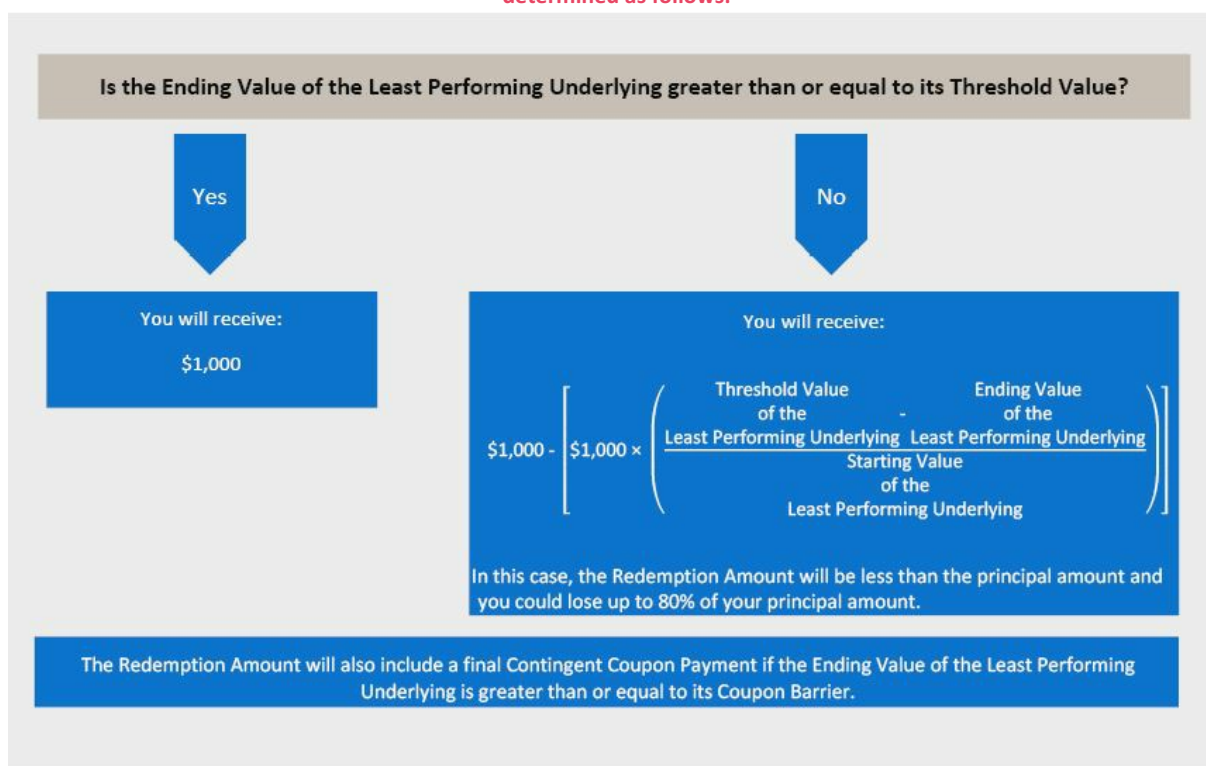 determined as follows:
Is the Ending Value of the Least Performing Underlying greater than or equal to its Threshold Value?
Yes
No
You will receive:
$1,000
You will receive:
$1,000 - [$1,000 × (
Threshold Value Ending Value
of the - of the
Least Performing Underlying Least Performing Underlying
Starting Value
of the
Least Performing Underlying
)]
In this case, the Redemption Amount will be less than the principal amount and
you could lose up to 80% of your principal amount.
The Redemption Amount will also include a final Contingent Coupon Payment if the Ending Value of the Least Performing
Underlying is greater than or equal to its Coupon Barrier.